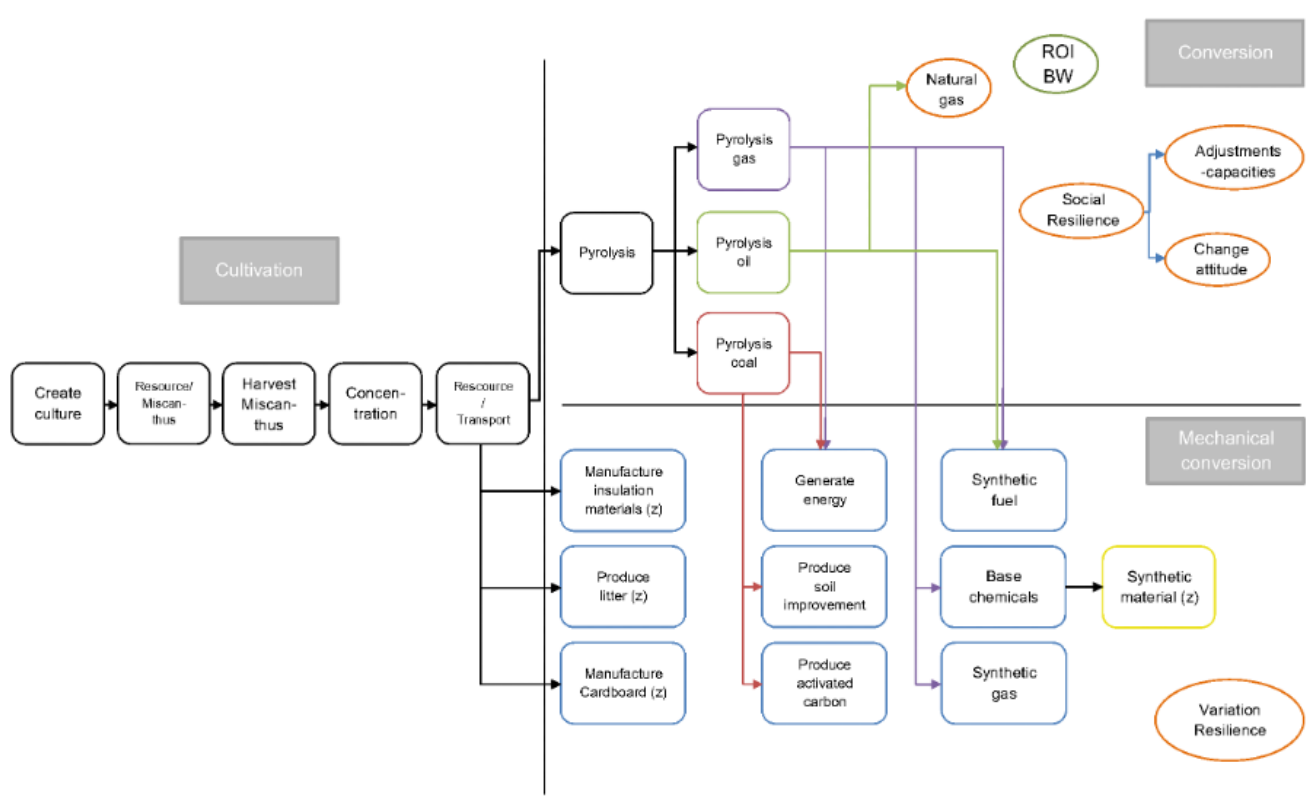 ROI
BW
Conversion
Natural
gas
Pyrolysis
gas
Adjustments
-capacities
Social
Resilience
Pyrolysis
Pyrolysis
oil
Change
attitude
Cultivation
Pyrolysis
coal
Create
culture
Resource/
Miscan-
thus
Harvest
Miscan-
thus
Concen-
tration
Rescource
/
Transport
Mechanical
conversion
Manufacture
insulation
materials (z)
Generate
energy
Synthetic
fuel
Produce
litter (z)
Produce
soil
improvement
Base
chemicals
Synthetic
material (z)
Manufacture
Cardboard (z)
Produce
activated
carbon
Synthetic
gas
Variation
Resilience